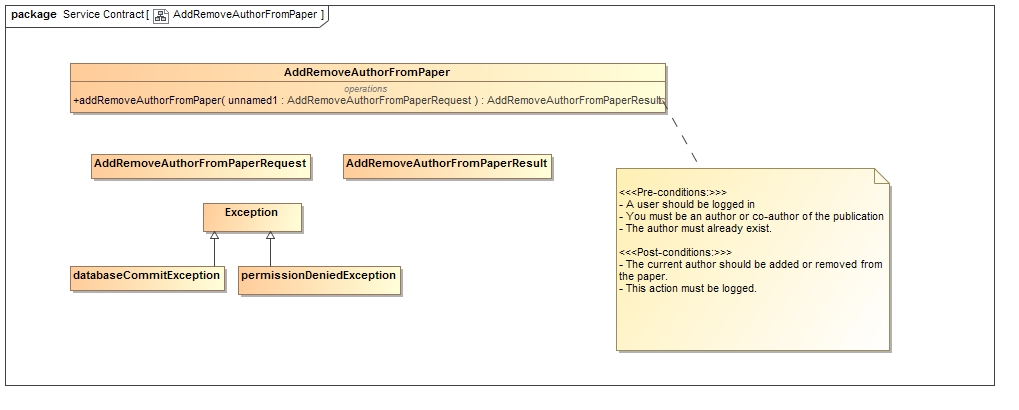 package Service Contract [ AddRemoveAuthorFromPaper ]
AddRemoveAuthorFromPaper
operations
+addRemoveAuthorFromPaper( unnamed1 : AddRemoveAuthorFromPaperRequest ) : AddRemoveAuthorFromPaperResult
AddRemoveAuthorFromPaperRequest
AddRemoveAuthorFromPaperResult
Exception
databaseCommitException
permissionDeniedException
<<<Pre-conditions:>>>
- A user should be logged in
- You must be an author or co-author of the publication
- The author must already exist.
<<<Post-conditions:>>>
- The current author should be added or removed from
the paper.
- This action must be logged.